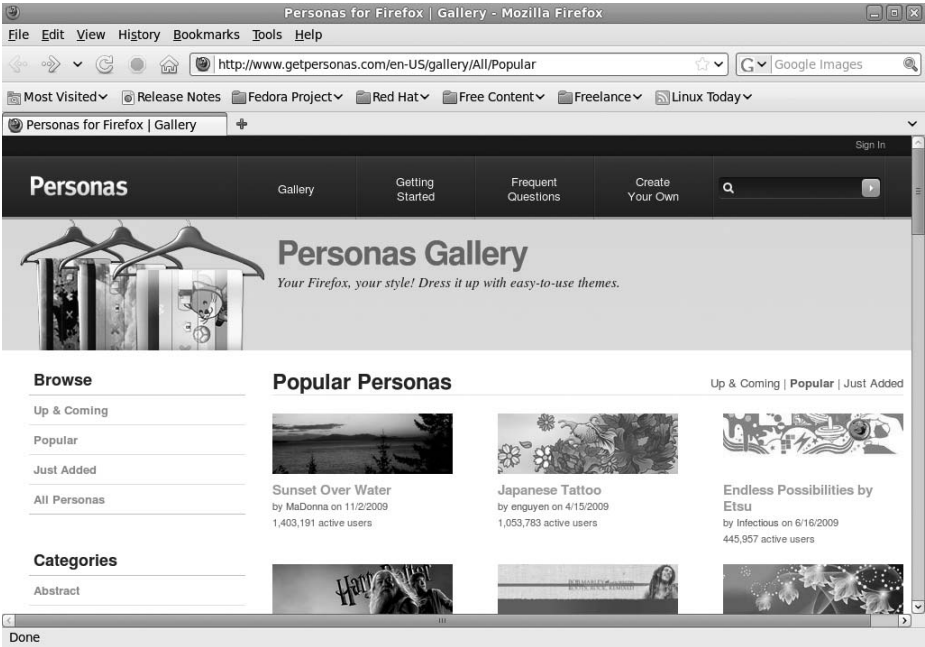 Personas for Firefox | Gallery - Mozilla Firefox
File Edit View History Bookmarks Tools Help
http://www.getpersonas.com/en-US/gallery/All/Popular
G Google Images
Most Visited Release Notes Fedora Project Red Hat Free Content Freelance Linux Today
Personas for Firefox | Gallery
Sign In
Personas
Gallery
Getting Started
Frequent Questions
Create Your Own
Personas Gallery
Your Firefox, your style! Dress it up with easy-to-use themes.
Browse
Up & Coming
Popular
Just Added
All Personas
Categories
Abstract
Popular Personas
Up & Coming | Popular | Just Added
Sunset Over Water
by MaDonna on 11/2/2009
1,403,191 active users
Japanese Tattoo
by enguyen on 4/15/2009
1,053,783 active users
Endless Possibilities by
Etsu
by Infectious on 6/16/2009
445,957 active users
Harry
Done